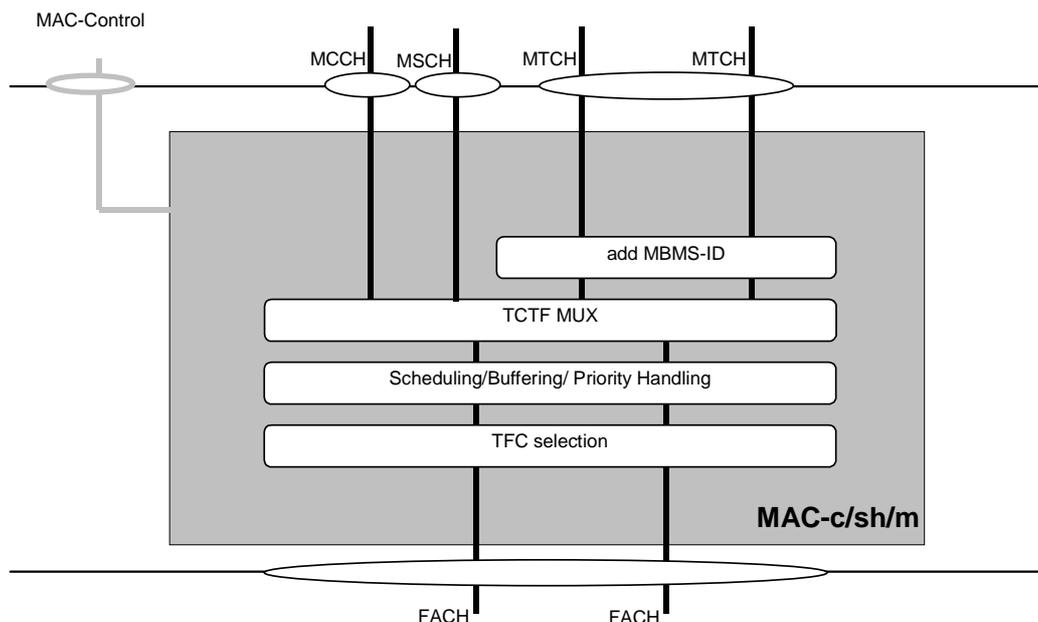 MAC-Control
MCCH
MSCH
MTCH
MTCH
add MBMS-ID
TCTF MUX
Scheduling/Buffering/ Priority Handling
TFC selection
MAC-c/sh/m
FACH
FACH